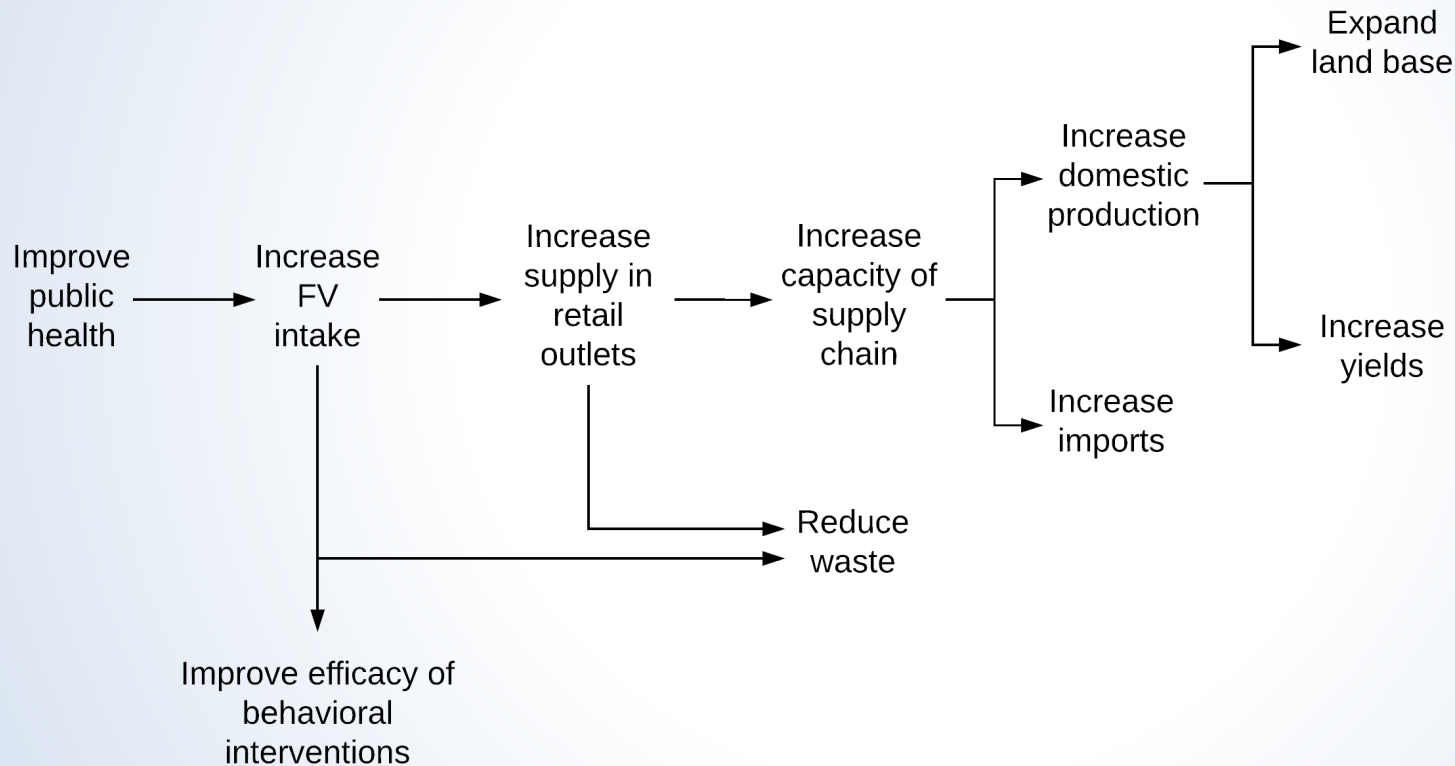 Expand
land base
Increase
domestic
production
Improve
public
health
Increase
FV
intake
Increase
supply in
retail
outlets
Increase
capacity of
supply
chain
Increase
yields
Increase
imports
Reduce
waste
Improve efficacy of
behavioral
interventions